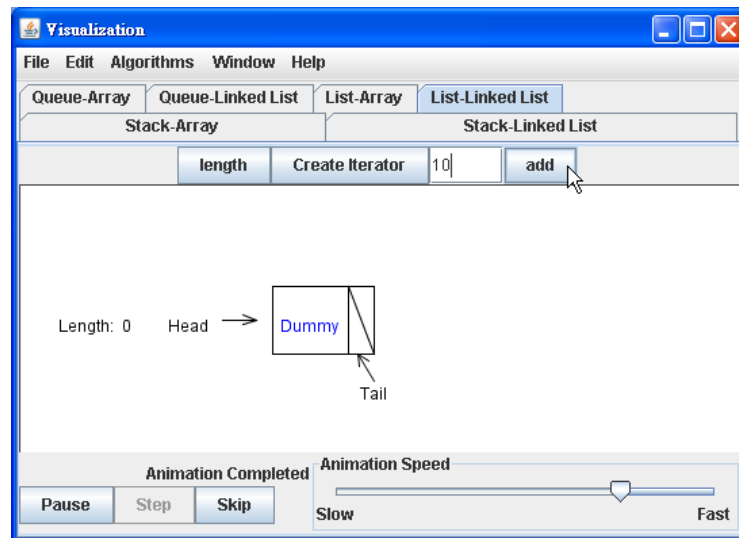 Visualization
File Edit Algorithms Window Help
Queue-Array Queue-Linked List List-Array List-Linked List
Stack-Array Stack-Linked List
length Create Iterator 10 add
Length: 0 Head Dummy
Tail
Animation Completed Animation Speed
Pause Step Skip Slow Fast